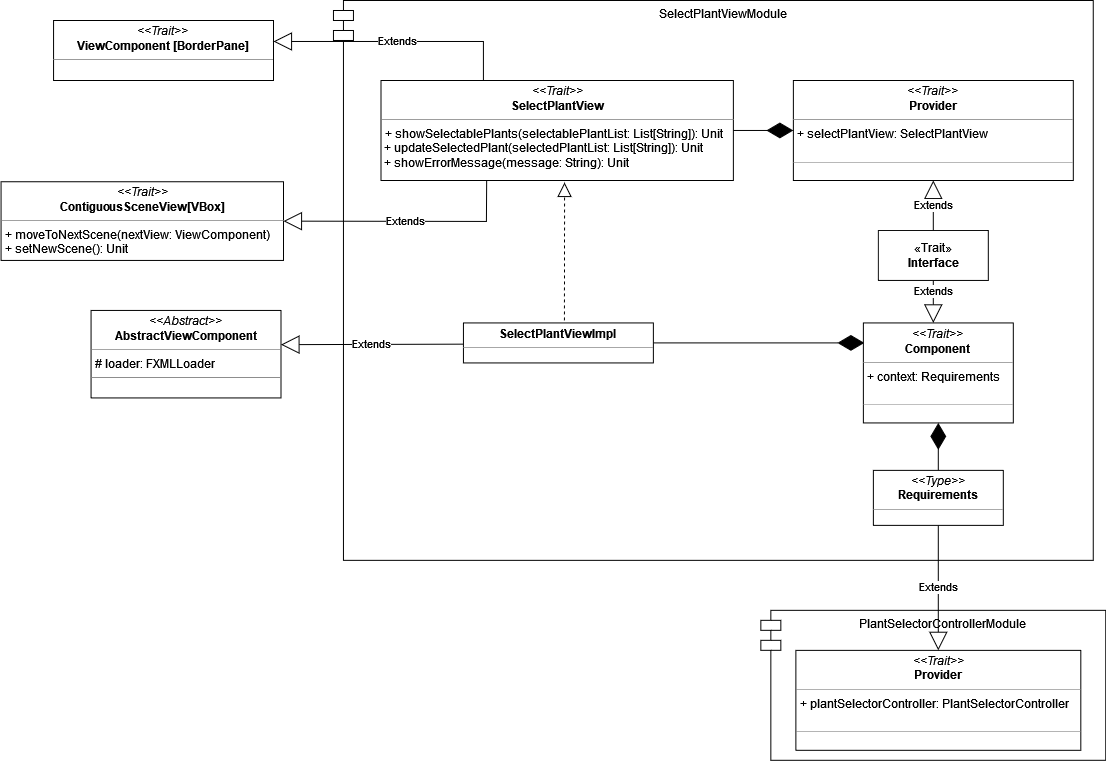 SelectPlantViewModule
<<Trait>>
ViewComponent [BorderPane]
Extends
<<Trait>>
SelectPlantView
+ showSelectablePlants(selectablePlantList: List[String]): Unit
+ updateSelectedPlant(selectedPlantList: List[String]): Unit
+ showErrorMessage(message: String): Unit
<<Trait>>
Provider
+ selectPlantView: SelectPlantView
<<Trait>>
ContiguousSceneView[VBox]
+ moveToNextScene(nextView: ViewComponent)
+ setNewScene(): Unit
Extends
Extends
«Trait»
Interface
Extends
<<Abstract>>
AbstractViewComponent
# loader: FXMLLoader
Extends
SelectPlantViewImpl
<<Trait>>
Component
+ context: Requirements
<<Type>>
Requirements
Extends
PlantSelectorControllerModule
<<Trait>>
Provider
+ plantSelectorController: PlantSelectorController